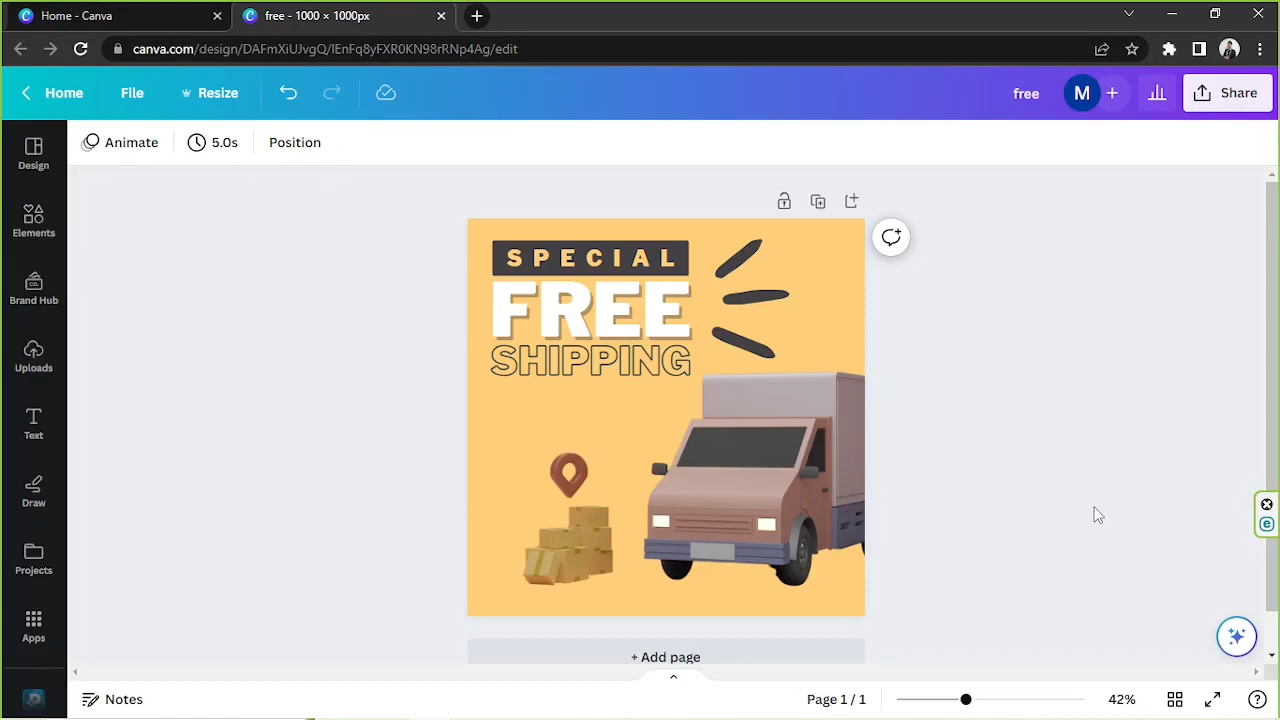 Home - Canva
free - 1000 × 1000px
canva.com/design/DAFmXiUJvgQ/IEnFq8yFXR0KN98rRNp4Ag/edit
Home File Resize free M + Share
Animate 5.0s Position
Design
Elements
Brand Hub
Uploads
Text
Draw
Projects
Apps
SPECIAL
FREE
SHIPPING
+ Add page
Notes Page 1 / 1 42%